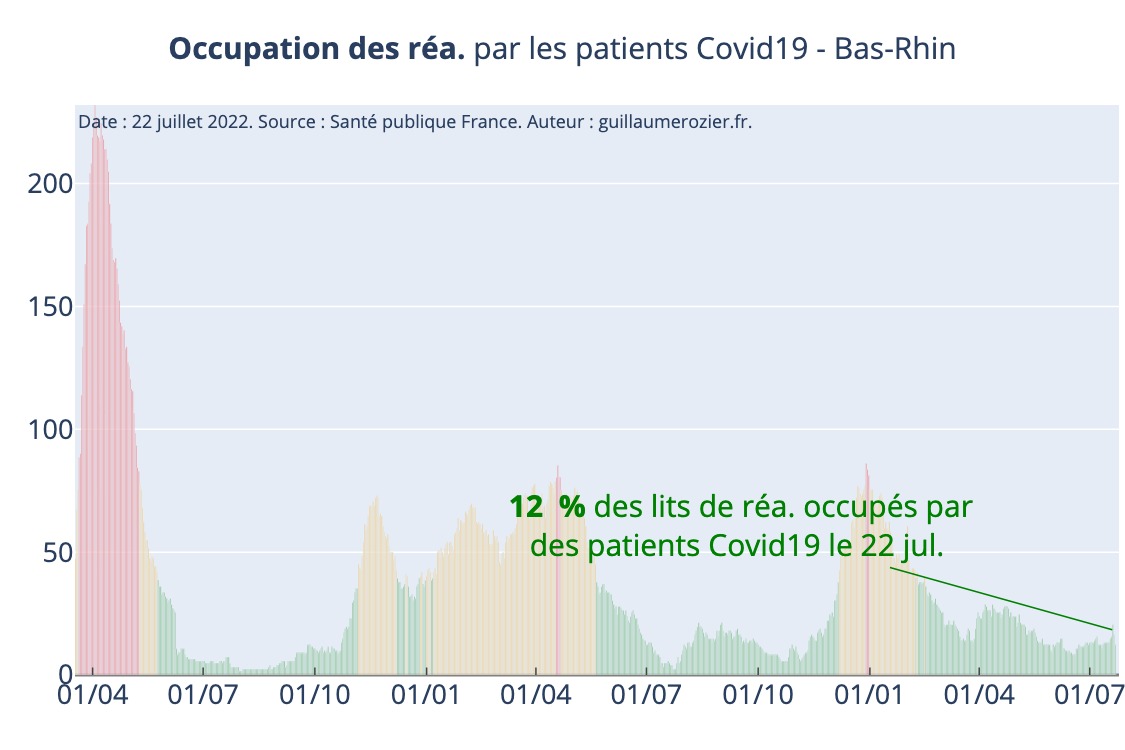 Occupation des réa. par les patients Covid19 - Bas-Rhin
Date : 22 juillet 2022. Source : Santé publique France. Auteur : guillaumerozier.fr.
200
150
100
12 % des lits de réa. occupés par
des patients Covid19 le 22 jul.
50
0
01/04 01/07 01/10 01/01 01/04 01/07 01/10 01/01 01/04 01/07